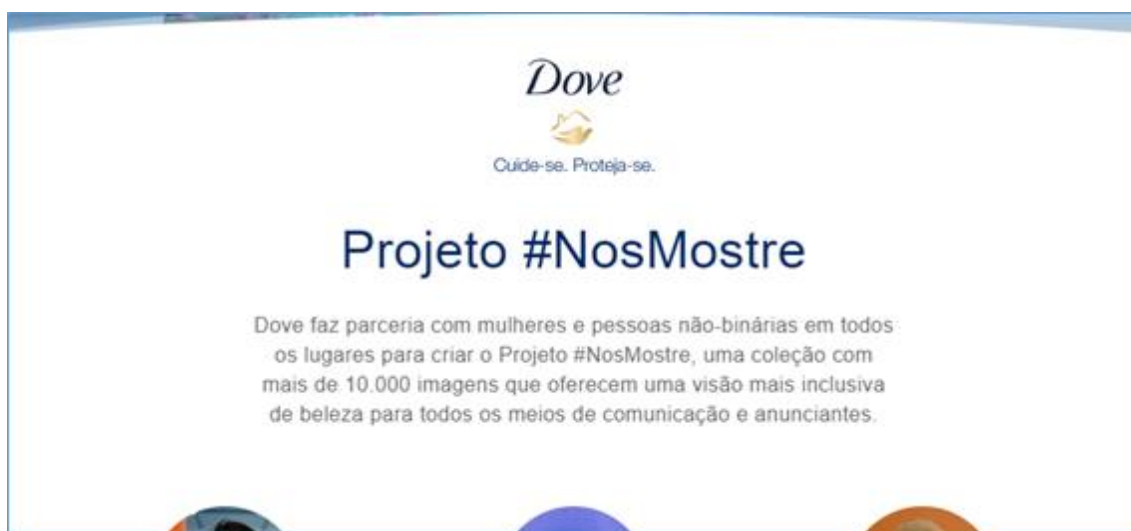 Dove
Cuide-se. Proteja-se.
Projeto #NosMostre
Dove faz parceria com mulheres e pessoas não-binárias em todos
os lugares para criar o Projeto #NosMostre, uma coleção com
mais de 10.000 imagens que oferecem uma visão mais inclusiva
de beleza para todos os meios de comunicação e anunciantes.